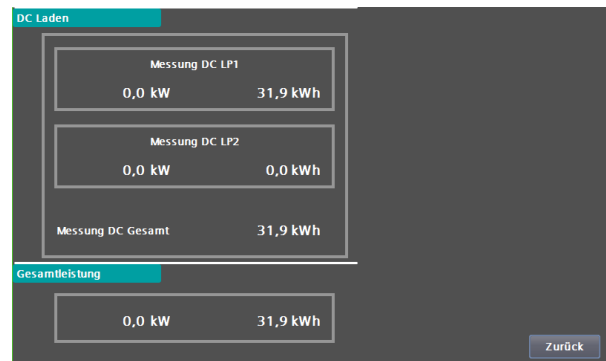 DC Laden
Messung DC LP1
0,0 kW 31,9 kWh
Messung DC LP2
0,0 kW 0,0 kWh
Messung DC Gesamt 31,9 kWh
Gesamtleistung
0,0 kW 31,9 kWh
Zurück